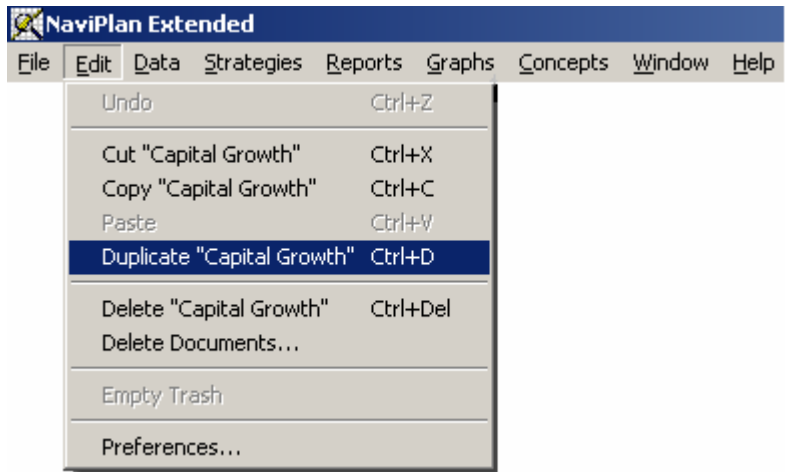 NaviPlan Extended
File Edit Data Strategies Reports Graphs Concepts Window Help
Undo Ctrl+Z
Cut "Capital Growth" Ctrl+X
Copy "Capital Growth" Ctrl+C
Paste Ctrl+V
Duplicate "Capital Growth" Ctrl+D
Delete "Capital Growth" Ctrl+Del
Delete Documents...
Empty Trash
Preferences...